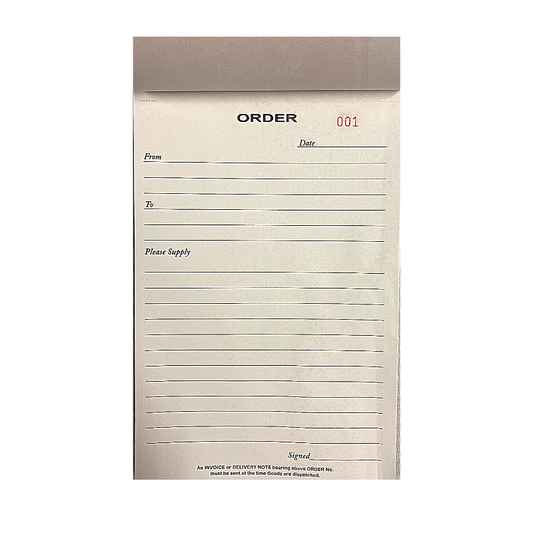 ORDER 001
Date
From
To
Please Supply
Signed
An INVOICE or DELIVERY NOTE bearing above ORDER No.
must be sent at the time Goods are dispatched.